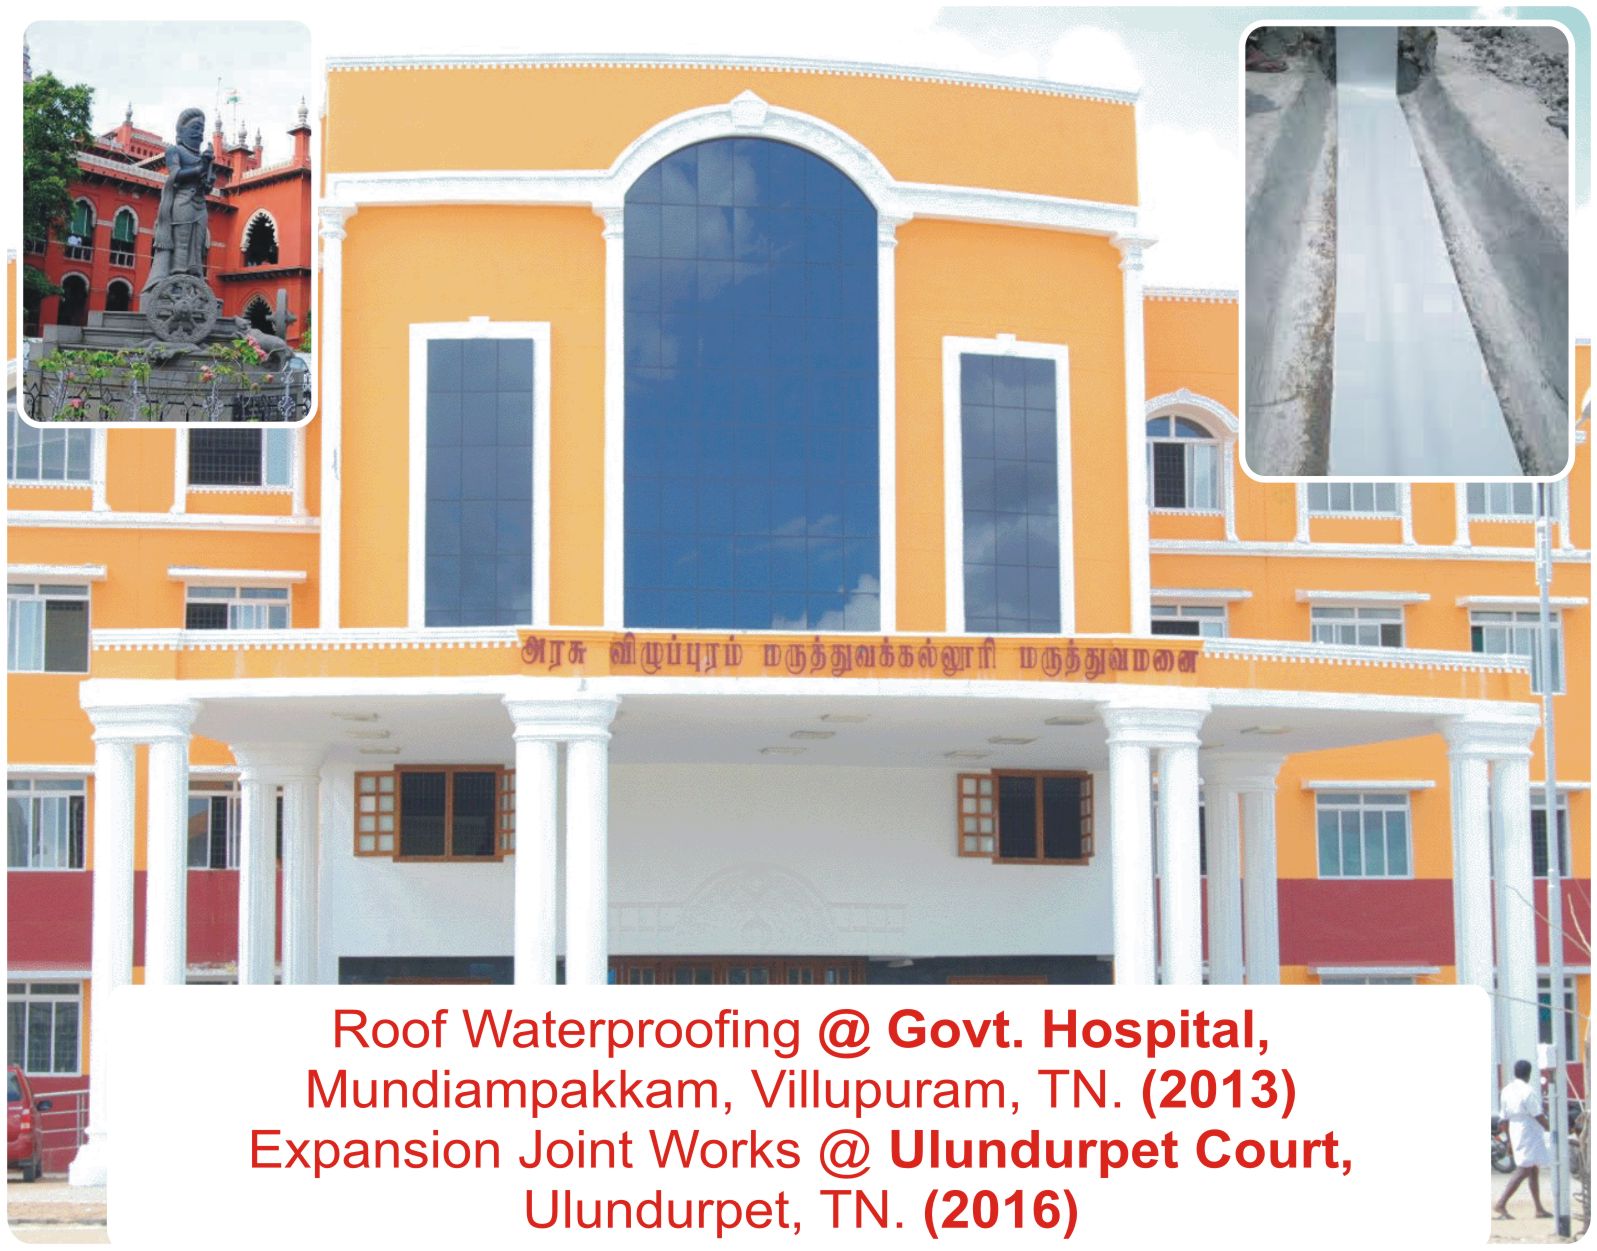 அரசு விழுப்புரம் மருத்துவக்கல்லூரி மருத்துவமனை
Roof Waterproofing @ Govt. Hospital,
Mundiampakkam, Villupuram, TN. (2013)
Expansion Joint Works @ Ulundurpet Court,
Ulundurpet, TN. (2016)